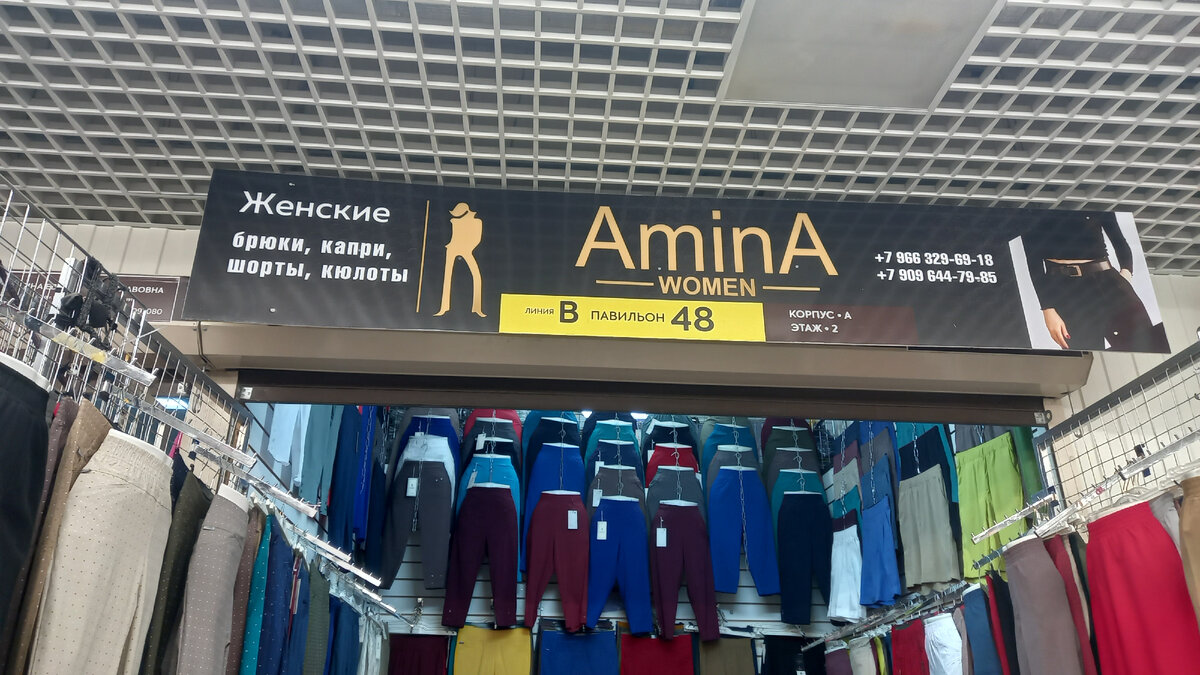 Женские
брюки, капри,
шорты, кюлоты
AminA
WOMEN
+7 966 329-69-18
+7 909 644-79-85
ЛИНИЯ В ПАВИЛЬОН 48
КОРПУС • А
ЭТАЖ • 2